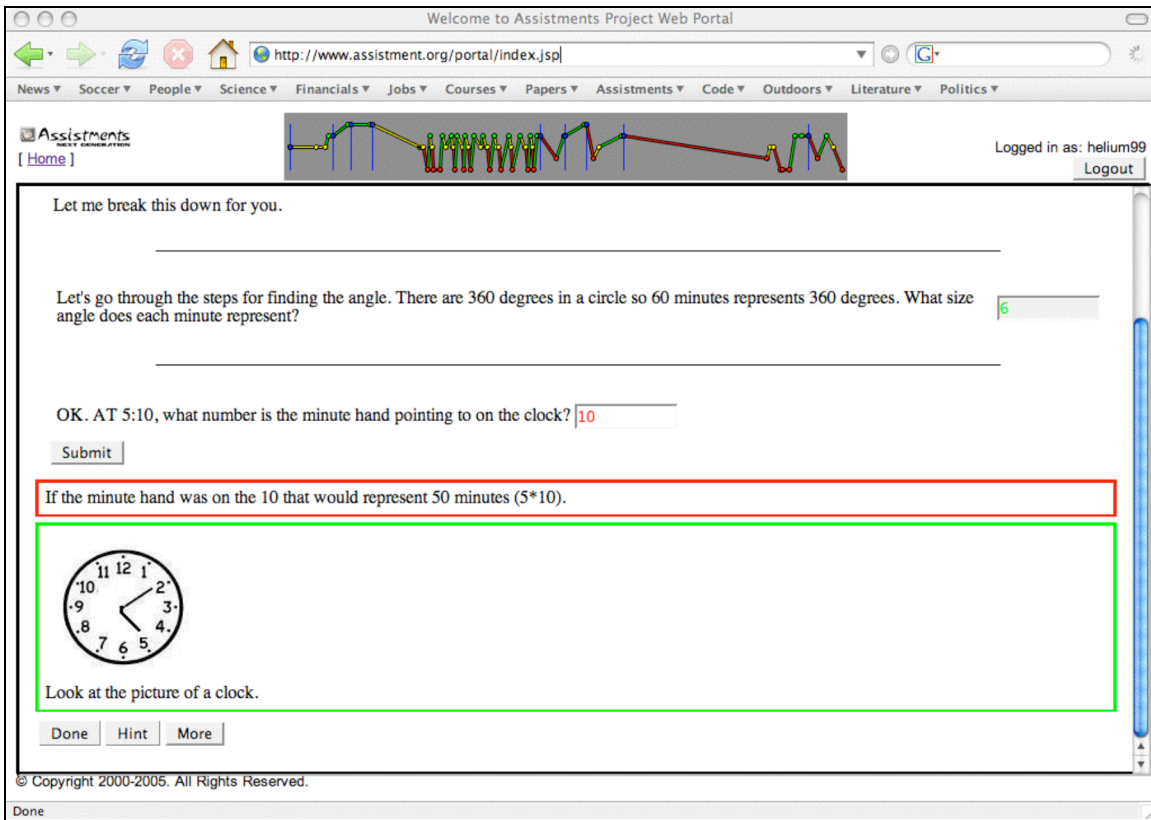 Welcome to Assistments Project Web Portal
http://www.assistment.org/portal/index.jsp
G
News Soccer People Science Financials Jobs Courses Papers Assistments Code Outdoors Literature Politics
Assistments
NEXT GENERATION
[ Home ]
Logged in as: helium99
Logout
Let me break this down for you.
Let's go through the steps for finding the angle. There are 360 degrees in a circle so 60 minutes represents 360 degrees. What size
angle does each minute represent?
6
OK. AT 5:10, what number is the minute hand pointing to on the clock? 10
Submit
If the minute hand was on the 10 that would represent 50 minutes (5*10).
11 12 1
10 2
9 3
8 4
7 6 5
Look at the picture of a clock.
Done Hint More
© Copyright 2000-2005. All Rights Reserved.
Done